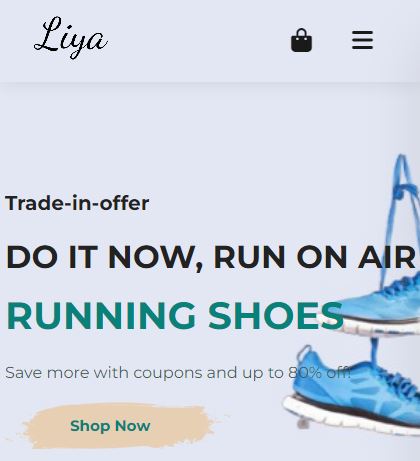 Liya
Trade-in-offer
DO IT NOW, RUN ON AIR
RUNNING SHOES
Save more with coupons and up to 80% off!
Shop Now